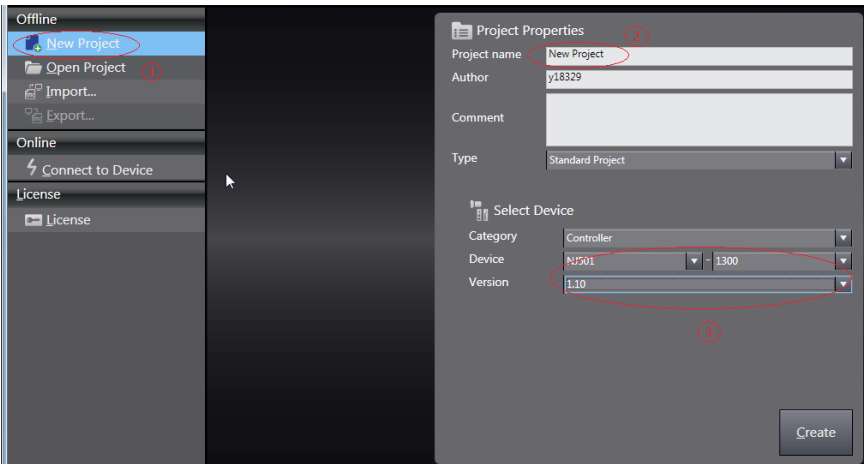 Offline
New Project
Open Project
①
Import...
Export...
Online
Connect to Device
License
License
Project Properties
②
Project name New Project
Author y18329
Comment
Type Standard Project
Select Device
Category Controller
Device NJ501 - 1300
Version 1.10
③
Create